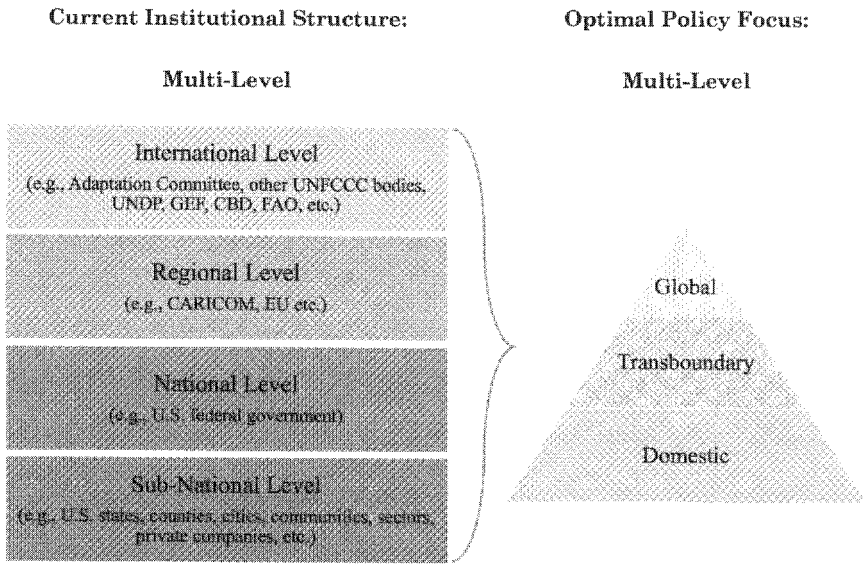 Current Institutional Structure:
Multi-Level
International Level
(e.g., Adaptation Committee, other UNFCCC bodies,
UNDP, GEF, CBD, FAO, etc.)
Regional Level
(e.g., CARICOM, EU etc.)
National Level
(e.g., U.S. federal government)
Sub-National Level
(e.g., U.S. states, counties, cities, communities, sectors,
private companies, etc.)
Optimal Policy Focus:
Multi-Level
Global
Transboundary
Domestic